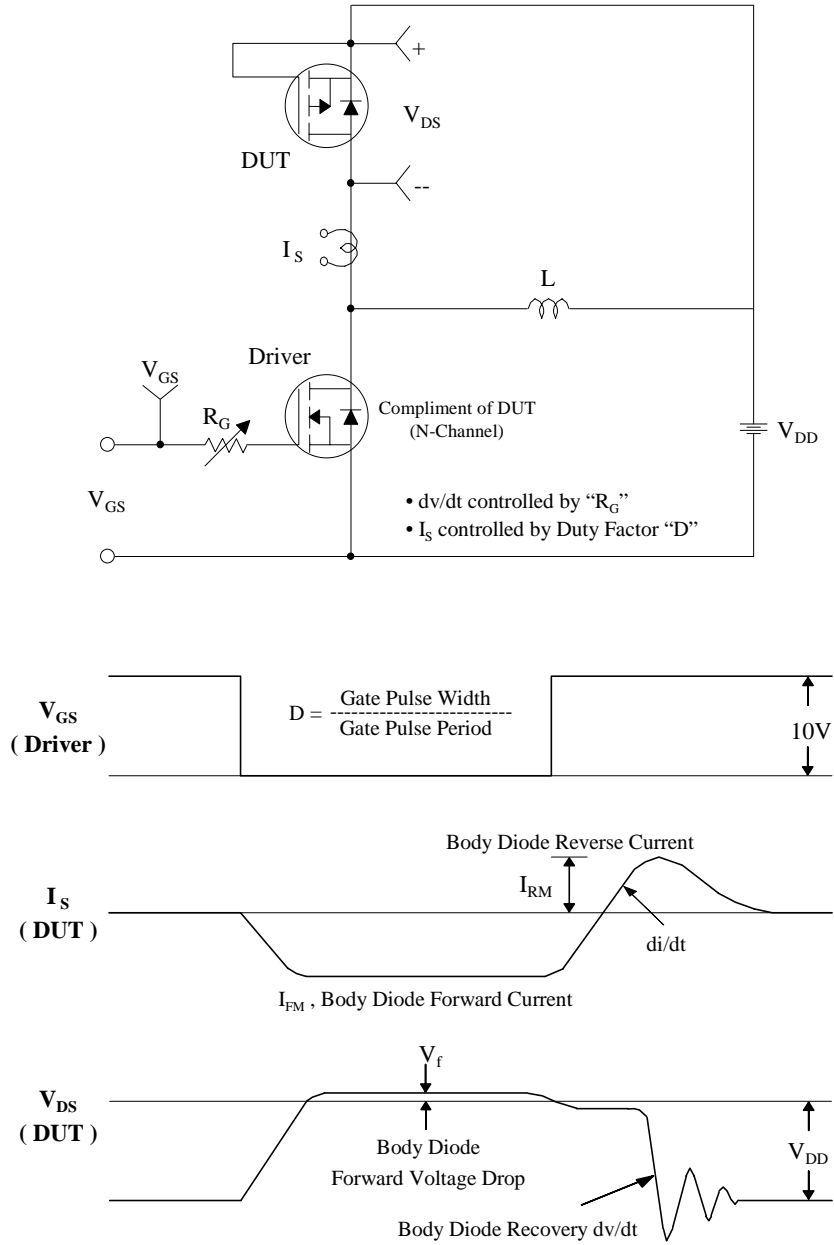 +
V_DS
DUT
--
I_S
L
Driver
V_GS
R_G
Compliment of DUT
(N-Channel)
V_DD
V_GS
• dv/dt controlled by “R_G”
• I_S controlled by Duty Factor “D”
V_GS
( Driver )
D = Gate Pulse Width
--------------------------
Gate Pulse Period
10V
Body Diode Reverse Current
I_S
( DUT )
I_RM
di/dt
I_FM , Body Diode Forward Current
V_f
V_DS
( DUT )
Body Diode
Forward Voltage Drop
V_DD
Body Diode Recovery dv/dt